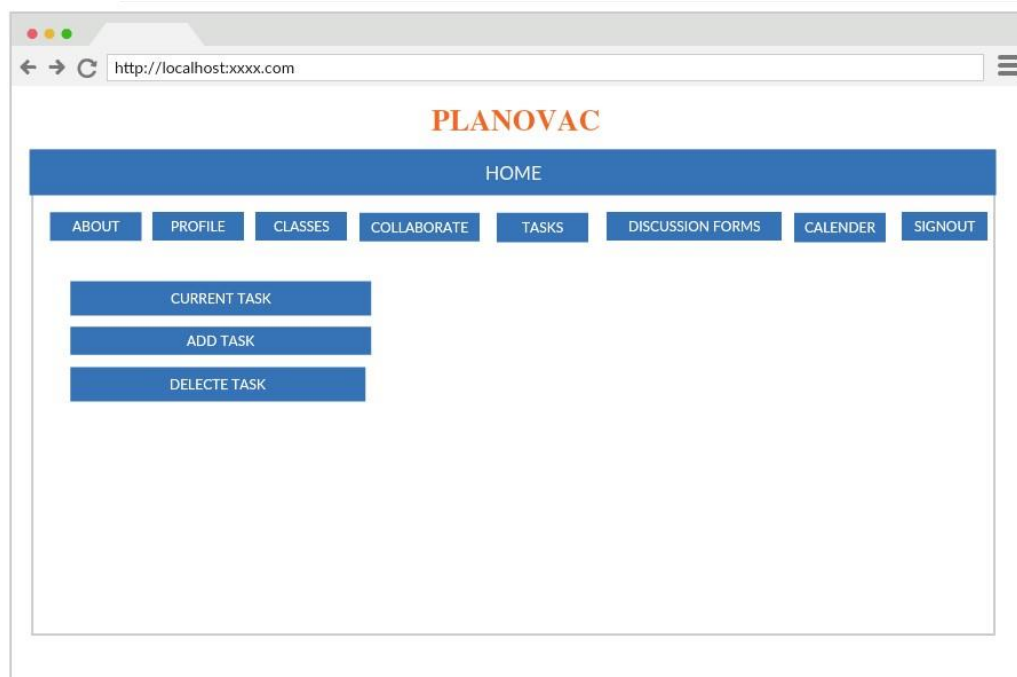 http://localhost:xxxx.com
PLANOVAC
HOME
ABOUT PROFILE CLASSES COLLABORATE TASKS DISCUSSION FORMS CALENDER SIGNOUT
CURRENT TASK
ADD TASK
DELECTE TASK